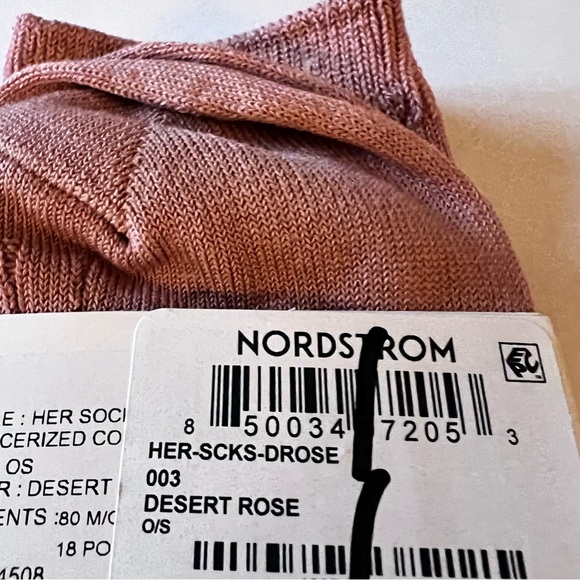 NORDSTROM
EPC
8 50034 7205 3
HER-SCKS-DROSE
003
DESERT ROSE
O/S
E : HER SOC
CERIZED CO
OS
R : DESERT
ENTS :80 M/C
18 PO
4508